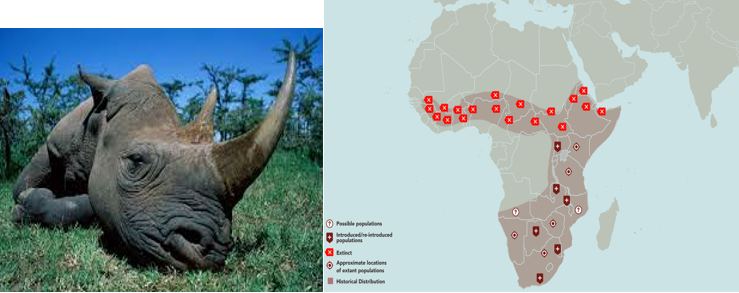 Possible populations
Introduced/re-introduced
populations
Extinct
Approximate locations
of extant populations
Historical Distribution